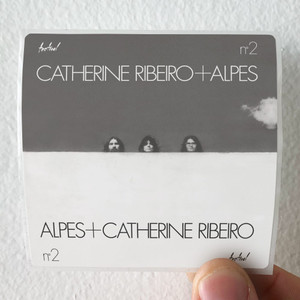 n°2
CATHERINE RIBEIRO+ALPES
ALPES+CATHERINE RIBEIRO
n°2